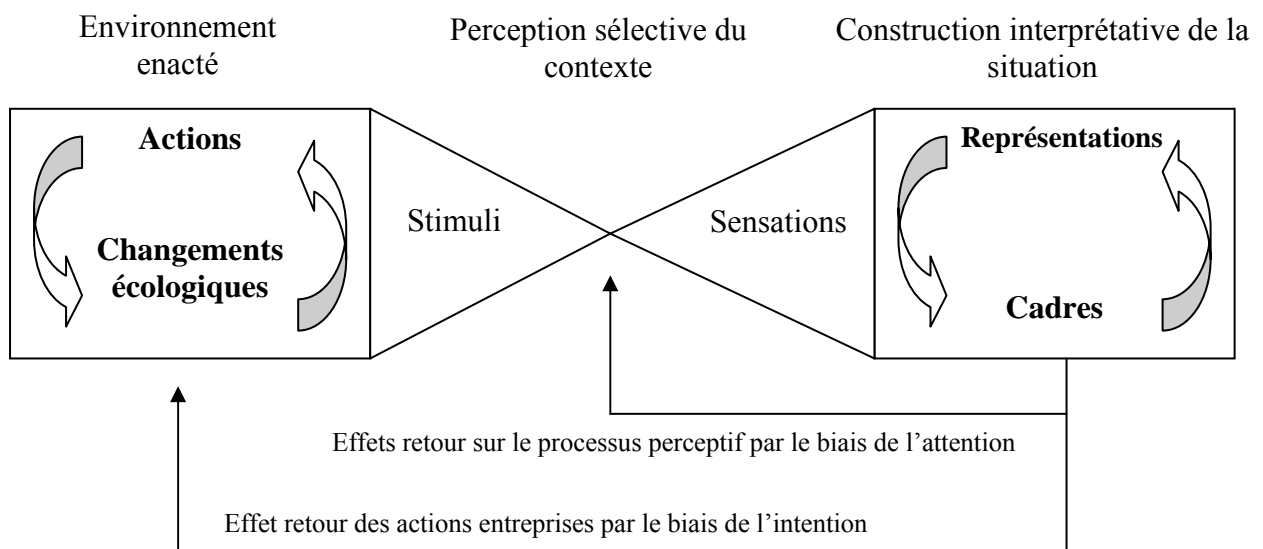 Environnement
enacté
Perception sélective du
contexte
Construction interprétative de la
situation
Actions
Changements
écologiques
Stimuli
Sensations
Représentations
Cadres
Effets retour sur le processus perceptif par le biais de l’attention
Effet retour des actions entreprises par le biais de l’intention